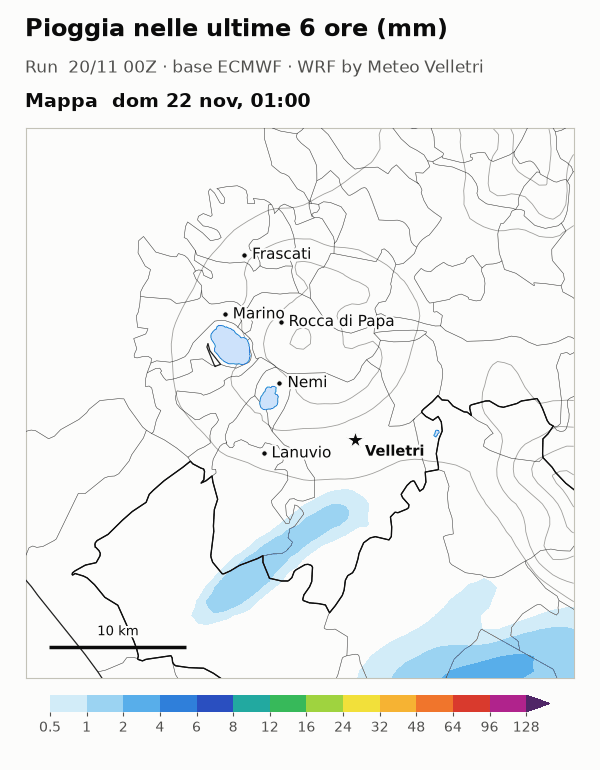 Pioggia nelle ultime 6 ore (mm)
Run  20/11 00Z · base ECMWF · WRF by Meteo Velletri
Mappa  dom 22 nov, 01:00
Frascati
Marino
Rocca di Papa
Nemi
Velletri
Lanuvio
10 km
0.5 1 2 4 6 8 12 16 24 32 48 64 96 128